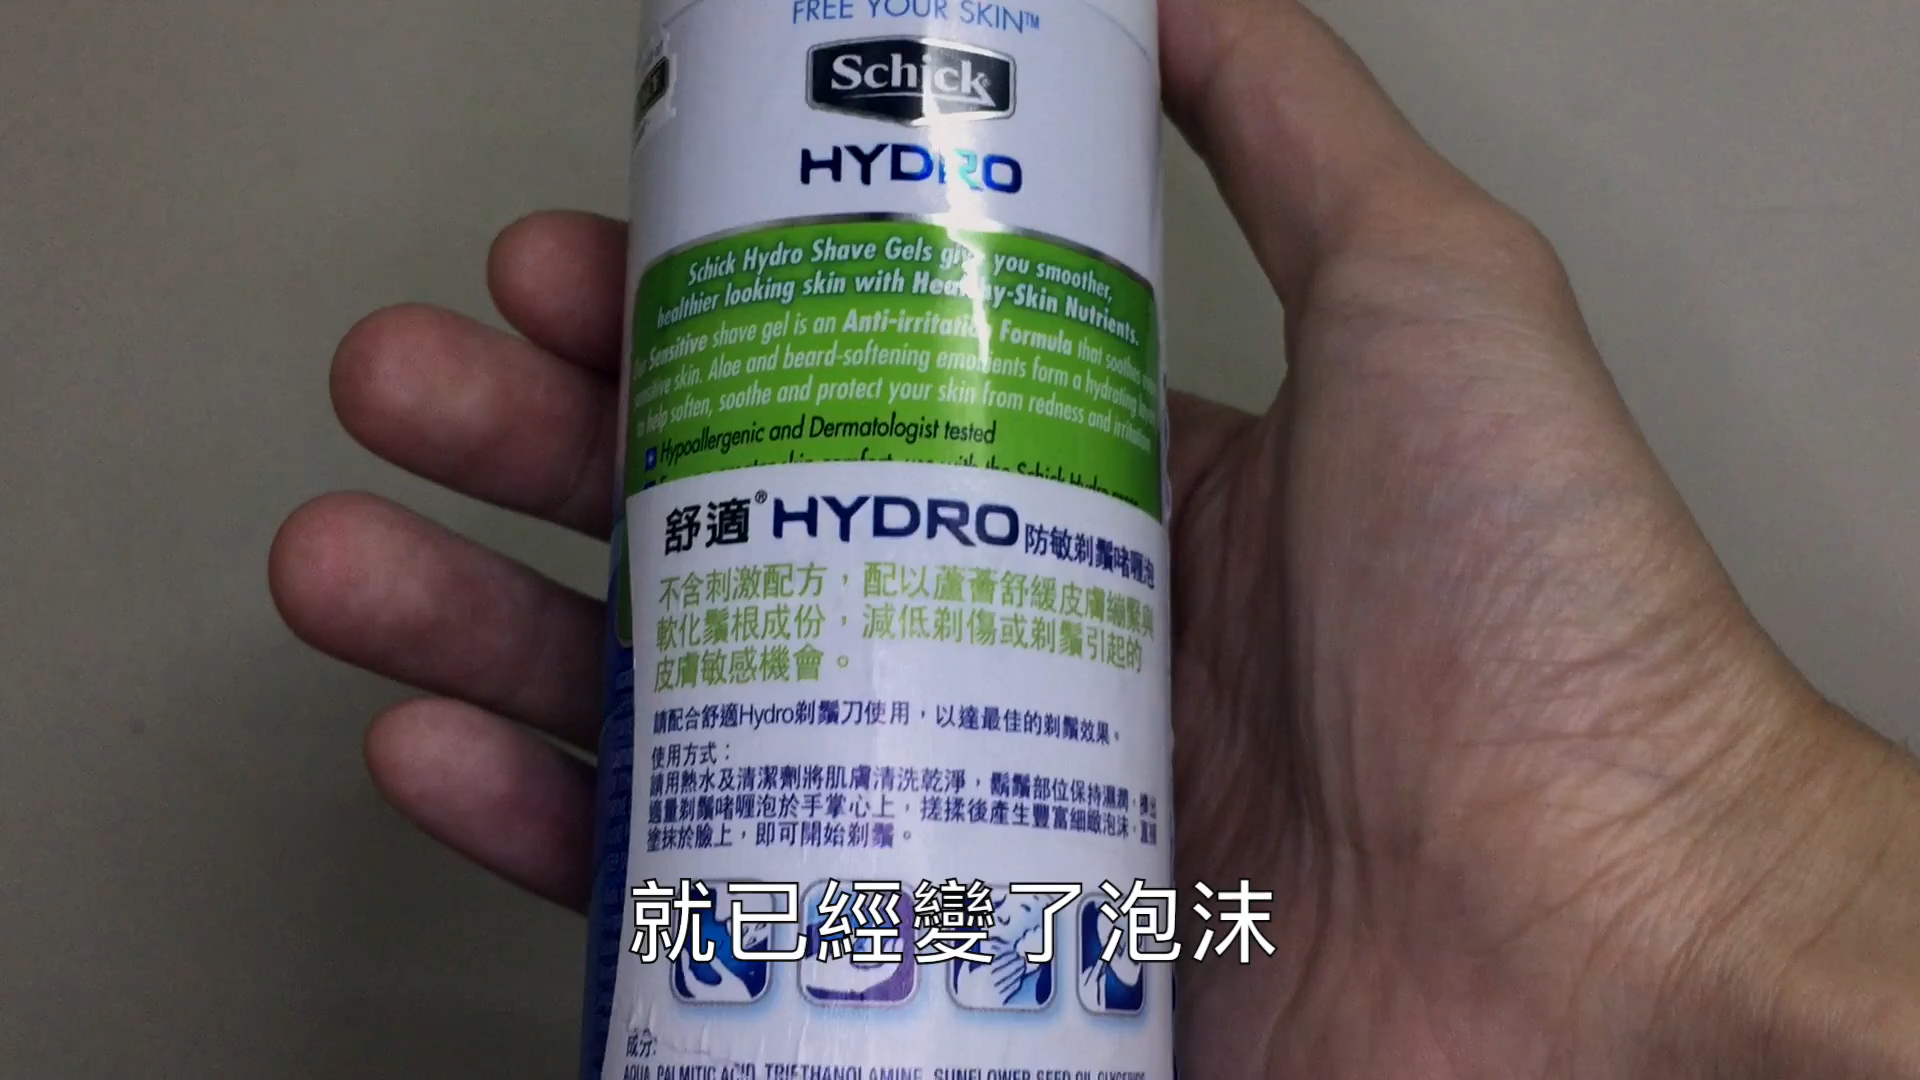 FREE YOUR SKIN™
Schick
HYDRO
Schick Hydro Shave Gels give you smoother,
healthier looking skin with Healthy-Skin Nutrients.
Our Sensitive shave gel is an Anti-irritation Formula that soothes
sensitive skin. Aloe and beard-softening emollients form a hydrating
to help soften, soothe and protect your skin from redness and irritation
Hypoallergenic and Dermatologist tested
舒適®HYDRO防敏剃鬚啫喱泡
不含刺激配方，配以蘆薈舒緩皮膚繃緊與
軟化鬚根成份，減低剃傷或剃鬚引起的
皮膚敏感機會。
請配合舒適Hydro剃鬚刀使用，以達最佳的剃鬚效果。
使用方式：
請用熱水及清潔劑將肌膚清洗乾淨，鬍鬚部位保持濕潤，
適量剃鬚啫喱泡於手掌心上，搓揉後產生豐富細緻泡沫，
塗抹於臉上，即可開始剃鬚。
就已經變了泡沫
成分:
AQUA, PALMITIC ACID, TRIETHANOLAMINE, SUNFLOWER SEED OIL